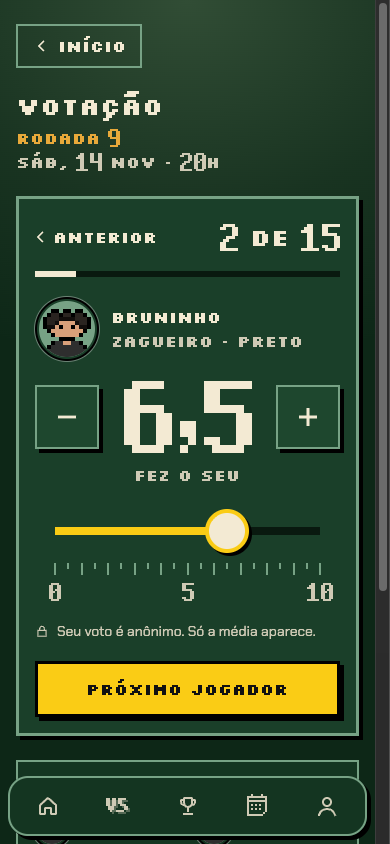 INÍCIO
VOTAÇÃO
RODADA 9
SÁB, 14 NOV · 20H
ANTERIOR
2 DE 15
BRUNINHO
ZAGUEIRO · PRETO
− 6,5 +
FEZ O SEU
0 5 10
Seu voto é anônimo. Só a média aparece.
PRÓXIMO JOGADOR
VS